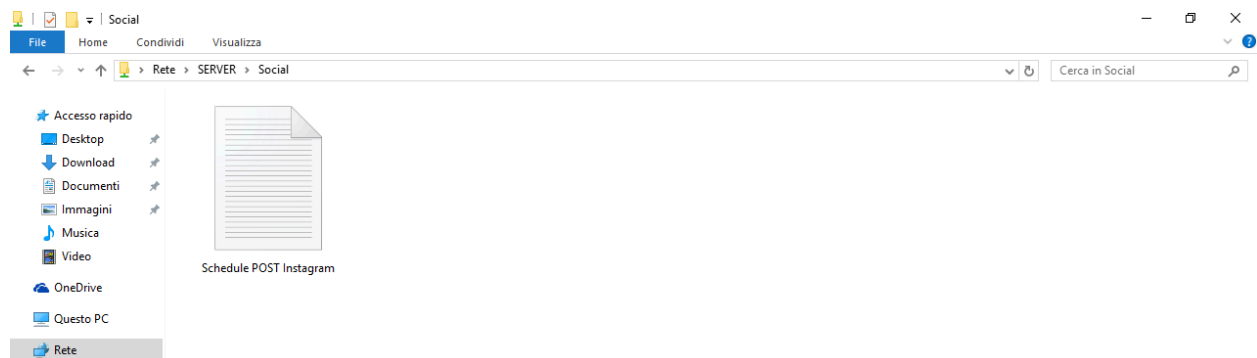 Social
File Home Condividi Visualizza
Rete > SERVER > Social
Cerca in Social
Accesso rapido
Desktop
Download
Documenti
Immagini
Musica
Video
OneDrive
Questo PC
Rete
Schedule POST Instagram